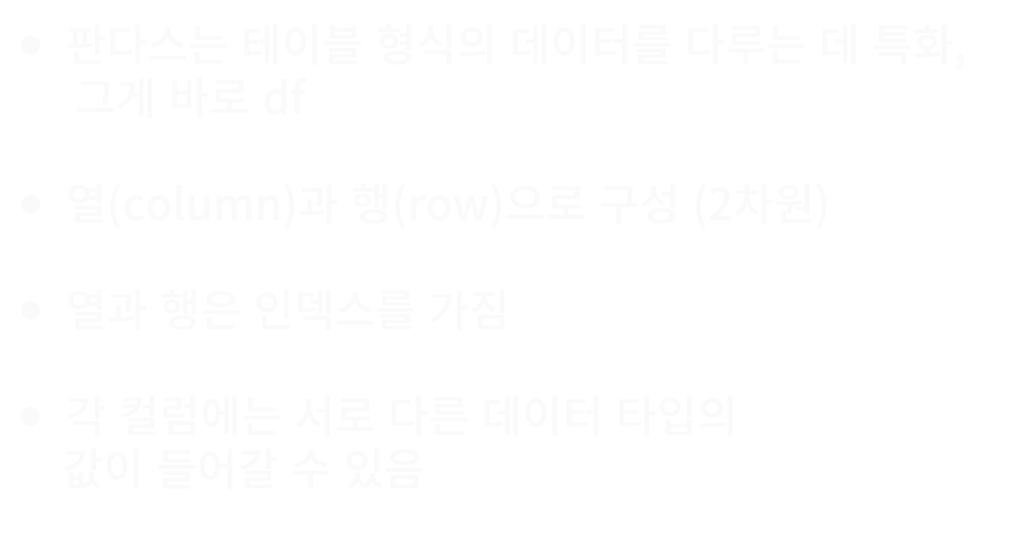 • 판다스는 테이블 형식의 데이터를 다루는 데 특화,
그게 바로 df
• 열(column)과 행(row)으로 구성 (2차원)
• 열과 행은 인덱스를 가짐
• 각 컬럼에는 서로 다른 데이터 타입의
값이 들어갈 수 있음